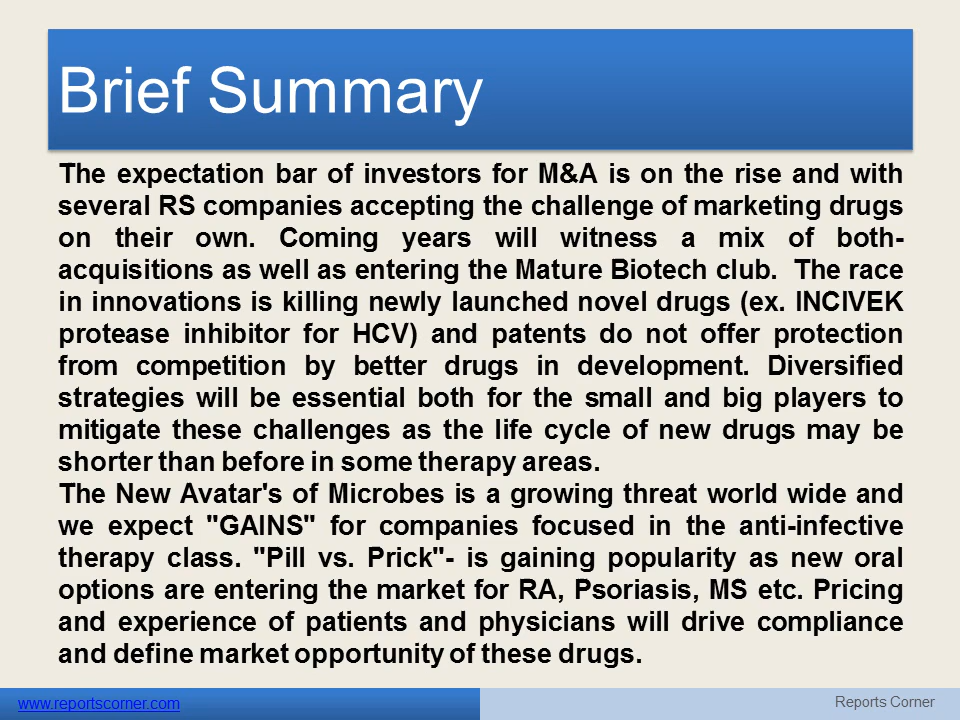 Brief Summary
The expectation bar of investors for M&A is on the rise and with
several RS companies accepting the challenge of marketing drugs
on their own. Coming years will witness a mix of both-
acquisitions as well as entering the Mature Biotech club.  The race
in innovations is killing newly launched novel drugs (ex. INCIVEK
protease inhibitor for HCV) and patents do not offer protection
from competition by better drugs in development. Diversified
strategies will be essential both for the small and big players to
mitigate these challenges as the life cycle of new drugs may be
shorter than before in some therapy areas.
The New Avatar's of Microbes is a growing threat world wide and
we expect "GAINS" for companies focused in the anti-infective
therapy class. "Pill vs. Prick"- is gaining popularity as new oral
options are entering the market for RA, Psoriasis, MS etc. Pricing
and experience of patients and physicians will drive compliance
and define market opportunity of these drugs.
www.reportscorner.com
Reports Corner